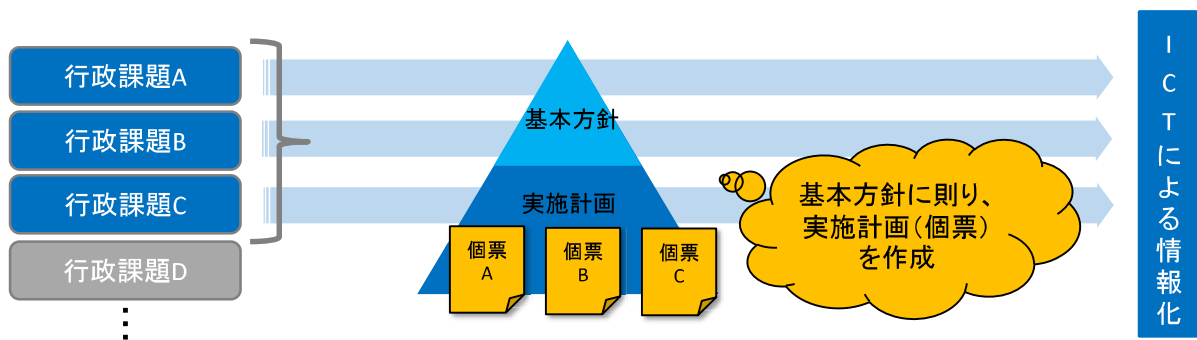 行政課題A
行政課題B
行政課題C
行政課題D
基本方針
実施計画
個票
A
個票
B
個票
C
基本方針に則り、
実施計画（個票）
を作成
ICTによる情報化